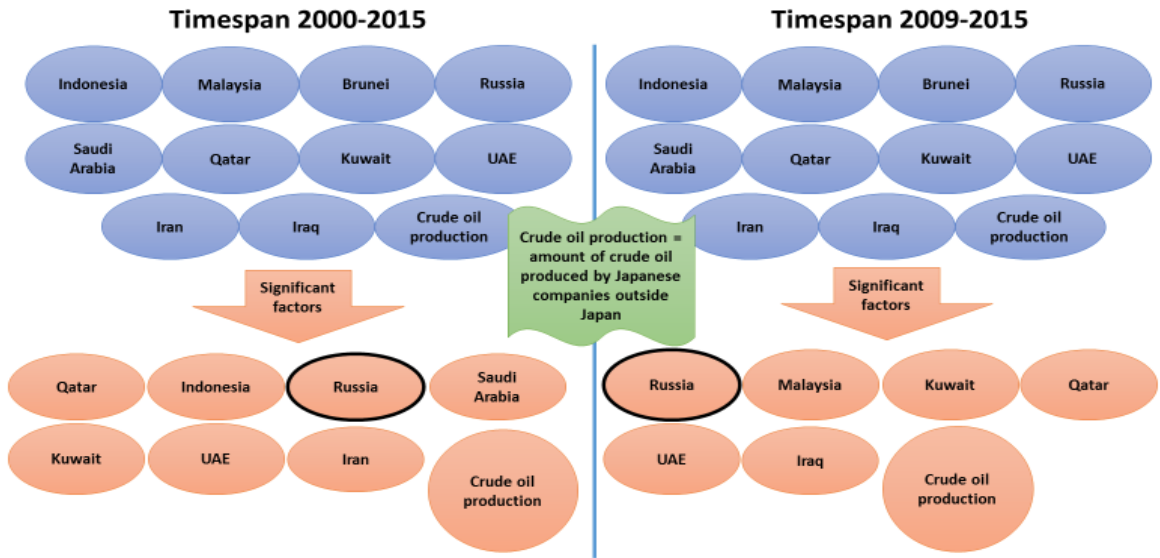 Timespan 2000-2015
Indonesia
Malaysia
Brunei
Russia
Saudi
Arabia
Qatar
Kuwait
UAE
Iran
Iraq
Crude oil
production
Significant
factors
Qatar
Indonesia
Russia
Saudi
Arabia
Kuwait
UAE
Iran
Crude oil
production
Crude oil production =
amount of crude oil
produced by Japanese
companies outside
Japan
Timespan 2009-2015
Indonesia
Malaysia
Brunei
Russia
Saudi
Arabia
Qatar
Kuwait
UAE
Iran
Iraq
Crude oil
production
Significant
factors
Russia
Malaysia
Kuwait
Qatar
UAE
Iraq
Crude oil
production